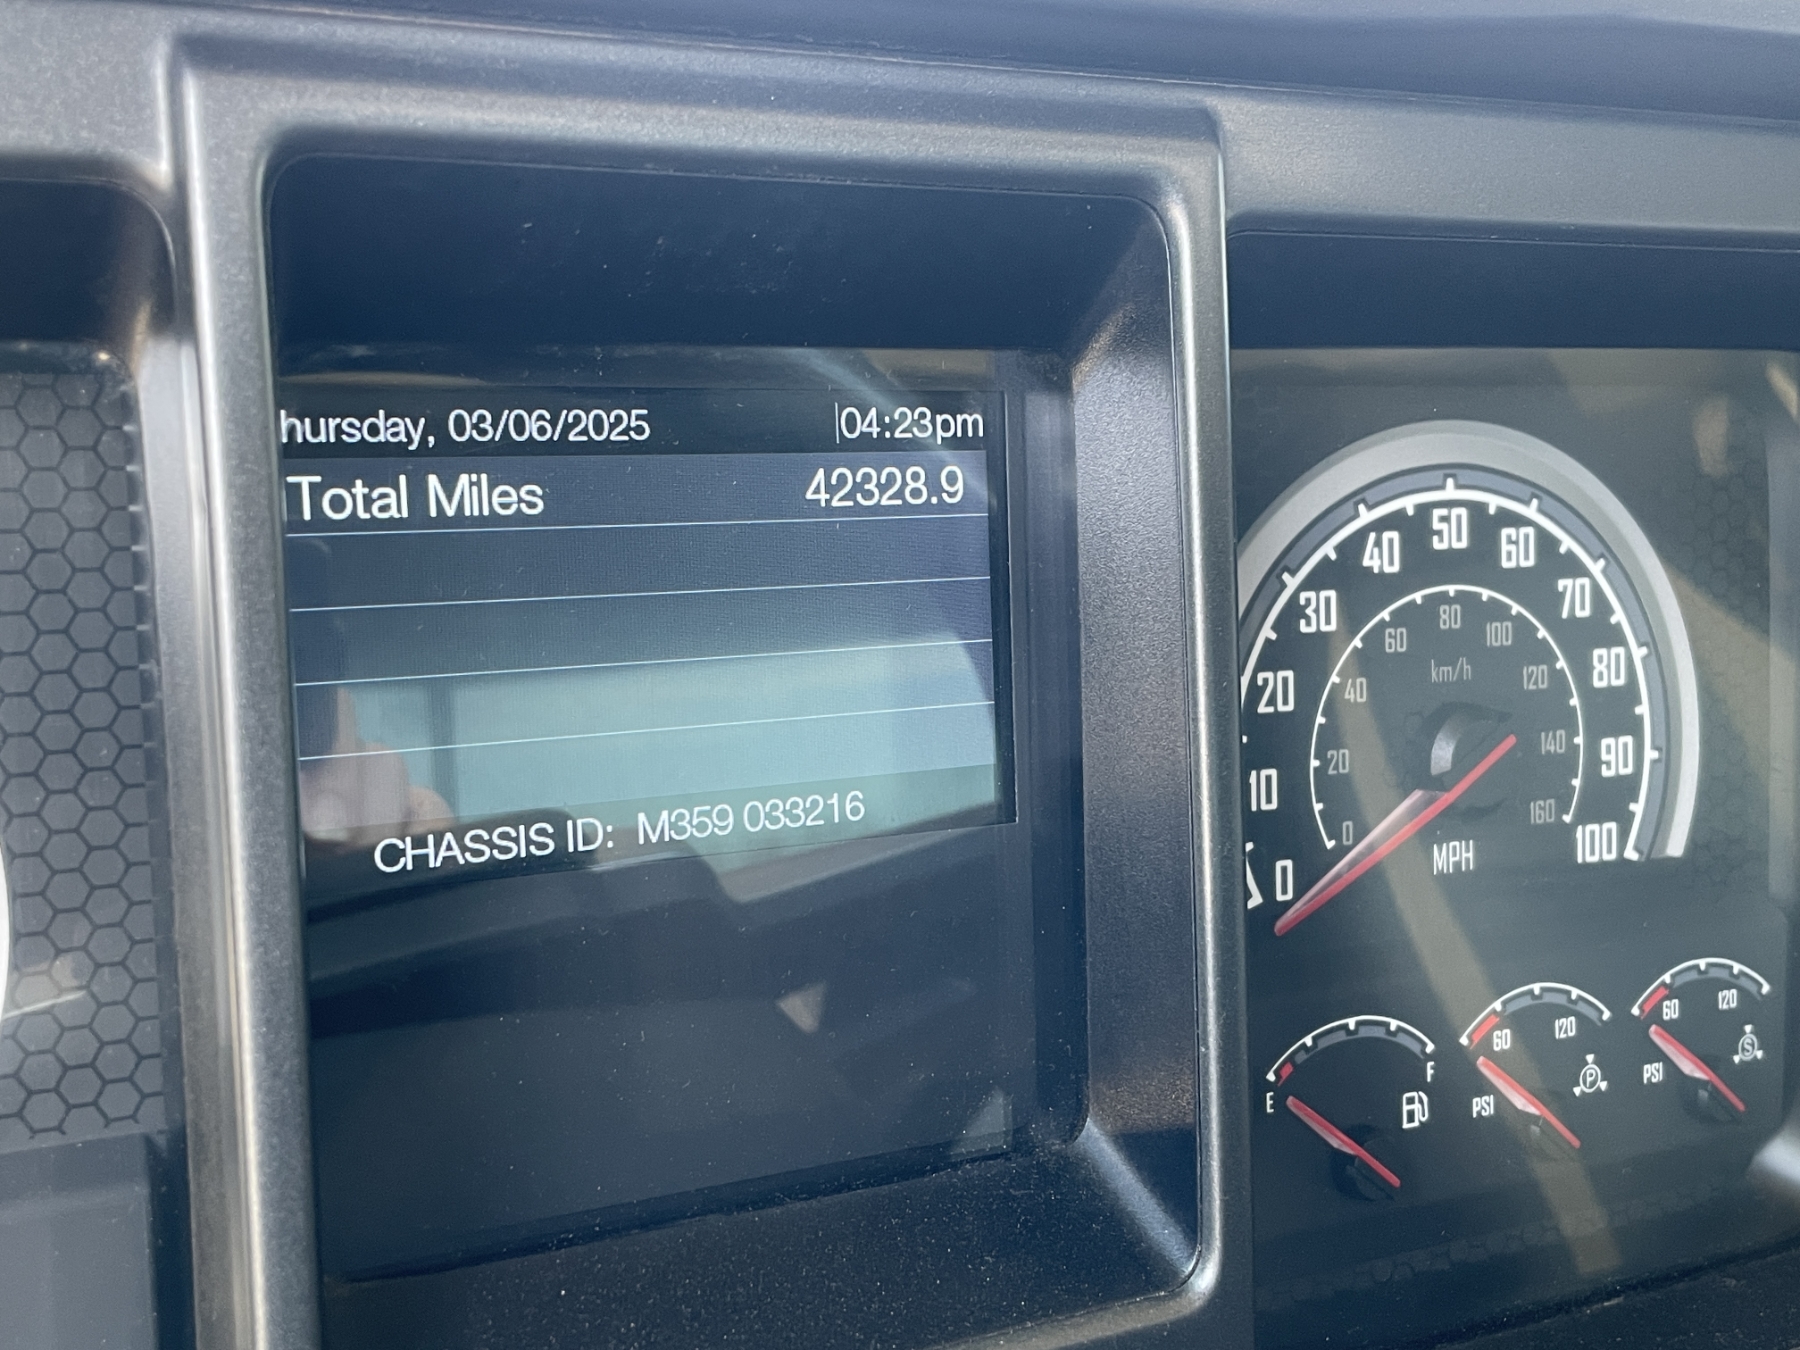 hursday, 03/06/2025 04:23pm
Total Miles 42328.9
CHASSIS ID: M359 033216
0 10 20 30 40 50 60 70 80 90 100
0 20 40 60 80 100 120 140 160
km/h
MPH
E F
60 120
PSI P
60 120
PSI S